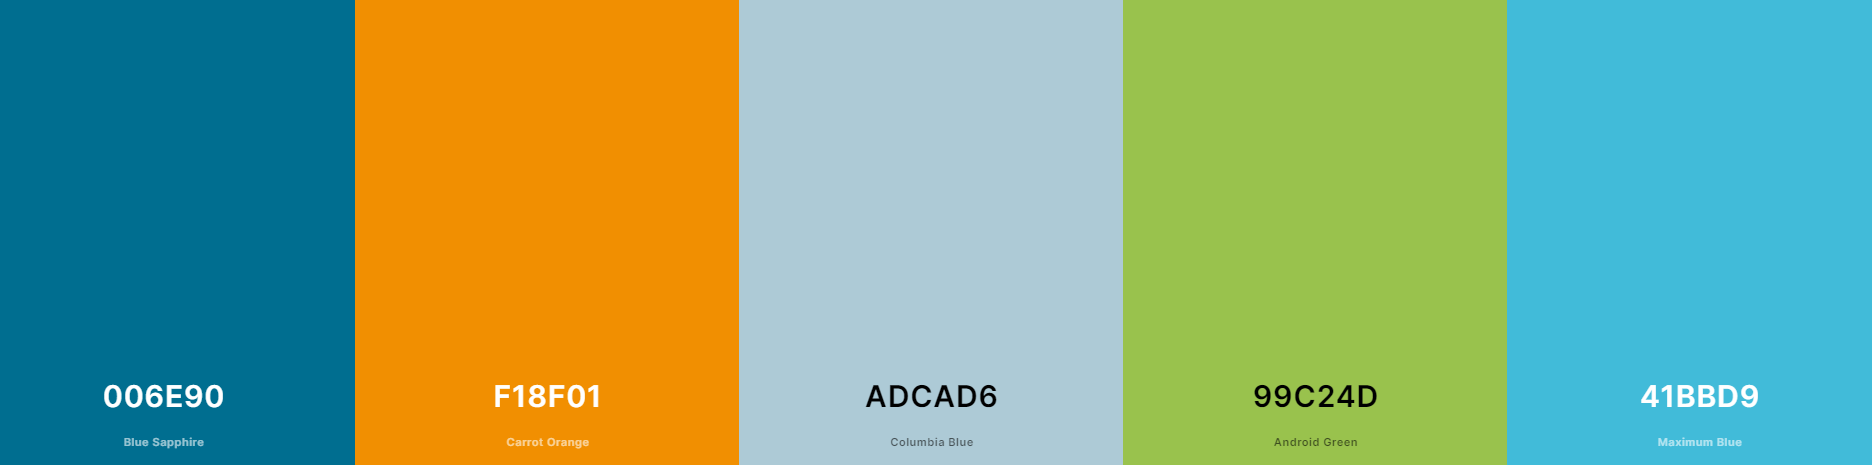 006E90
Blue Sapphire
F18F01
Carrot Orange
ADCAD6
Columbia Blue
99C24D
Android Green
41BBD9
Maximum Blue